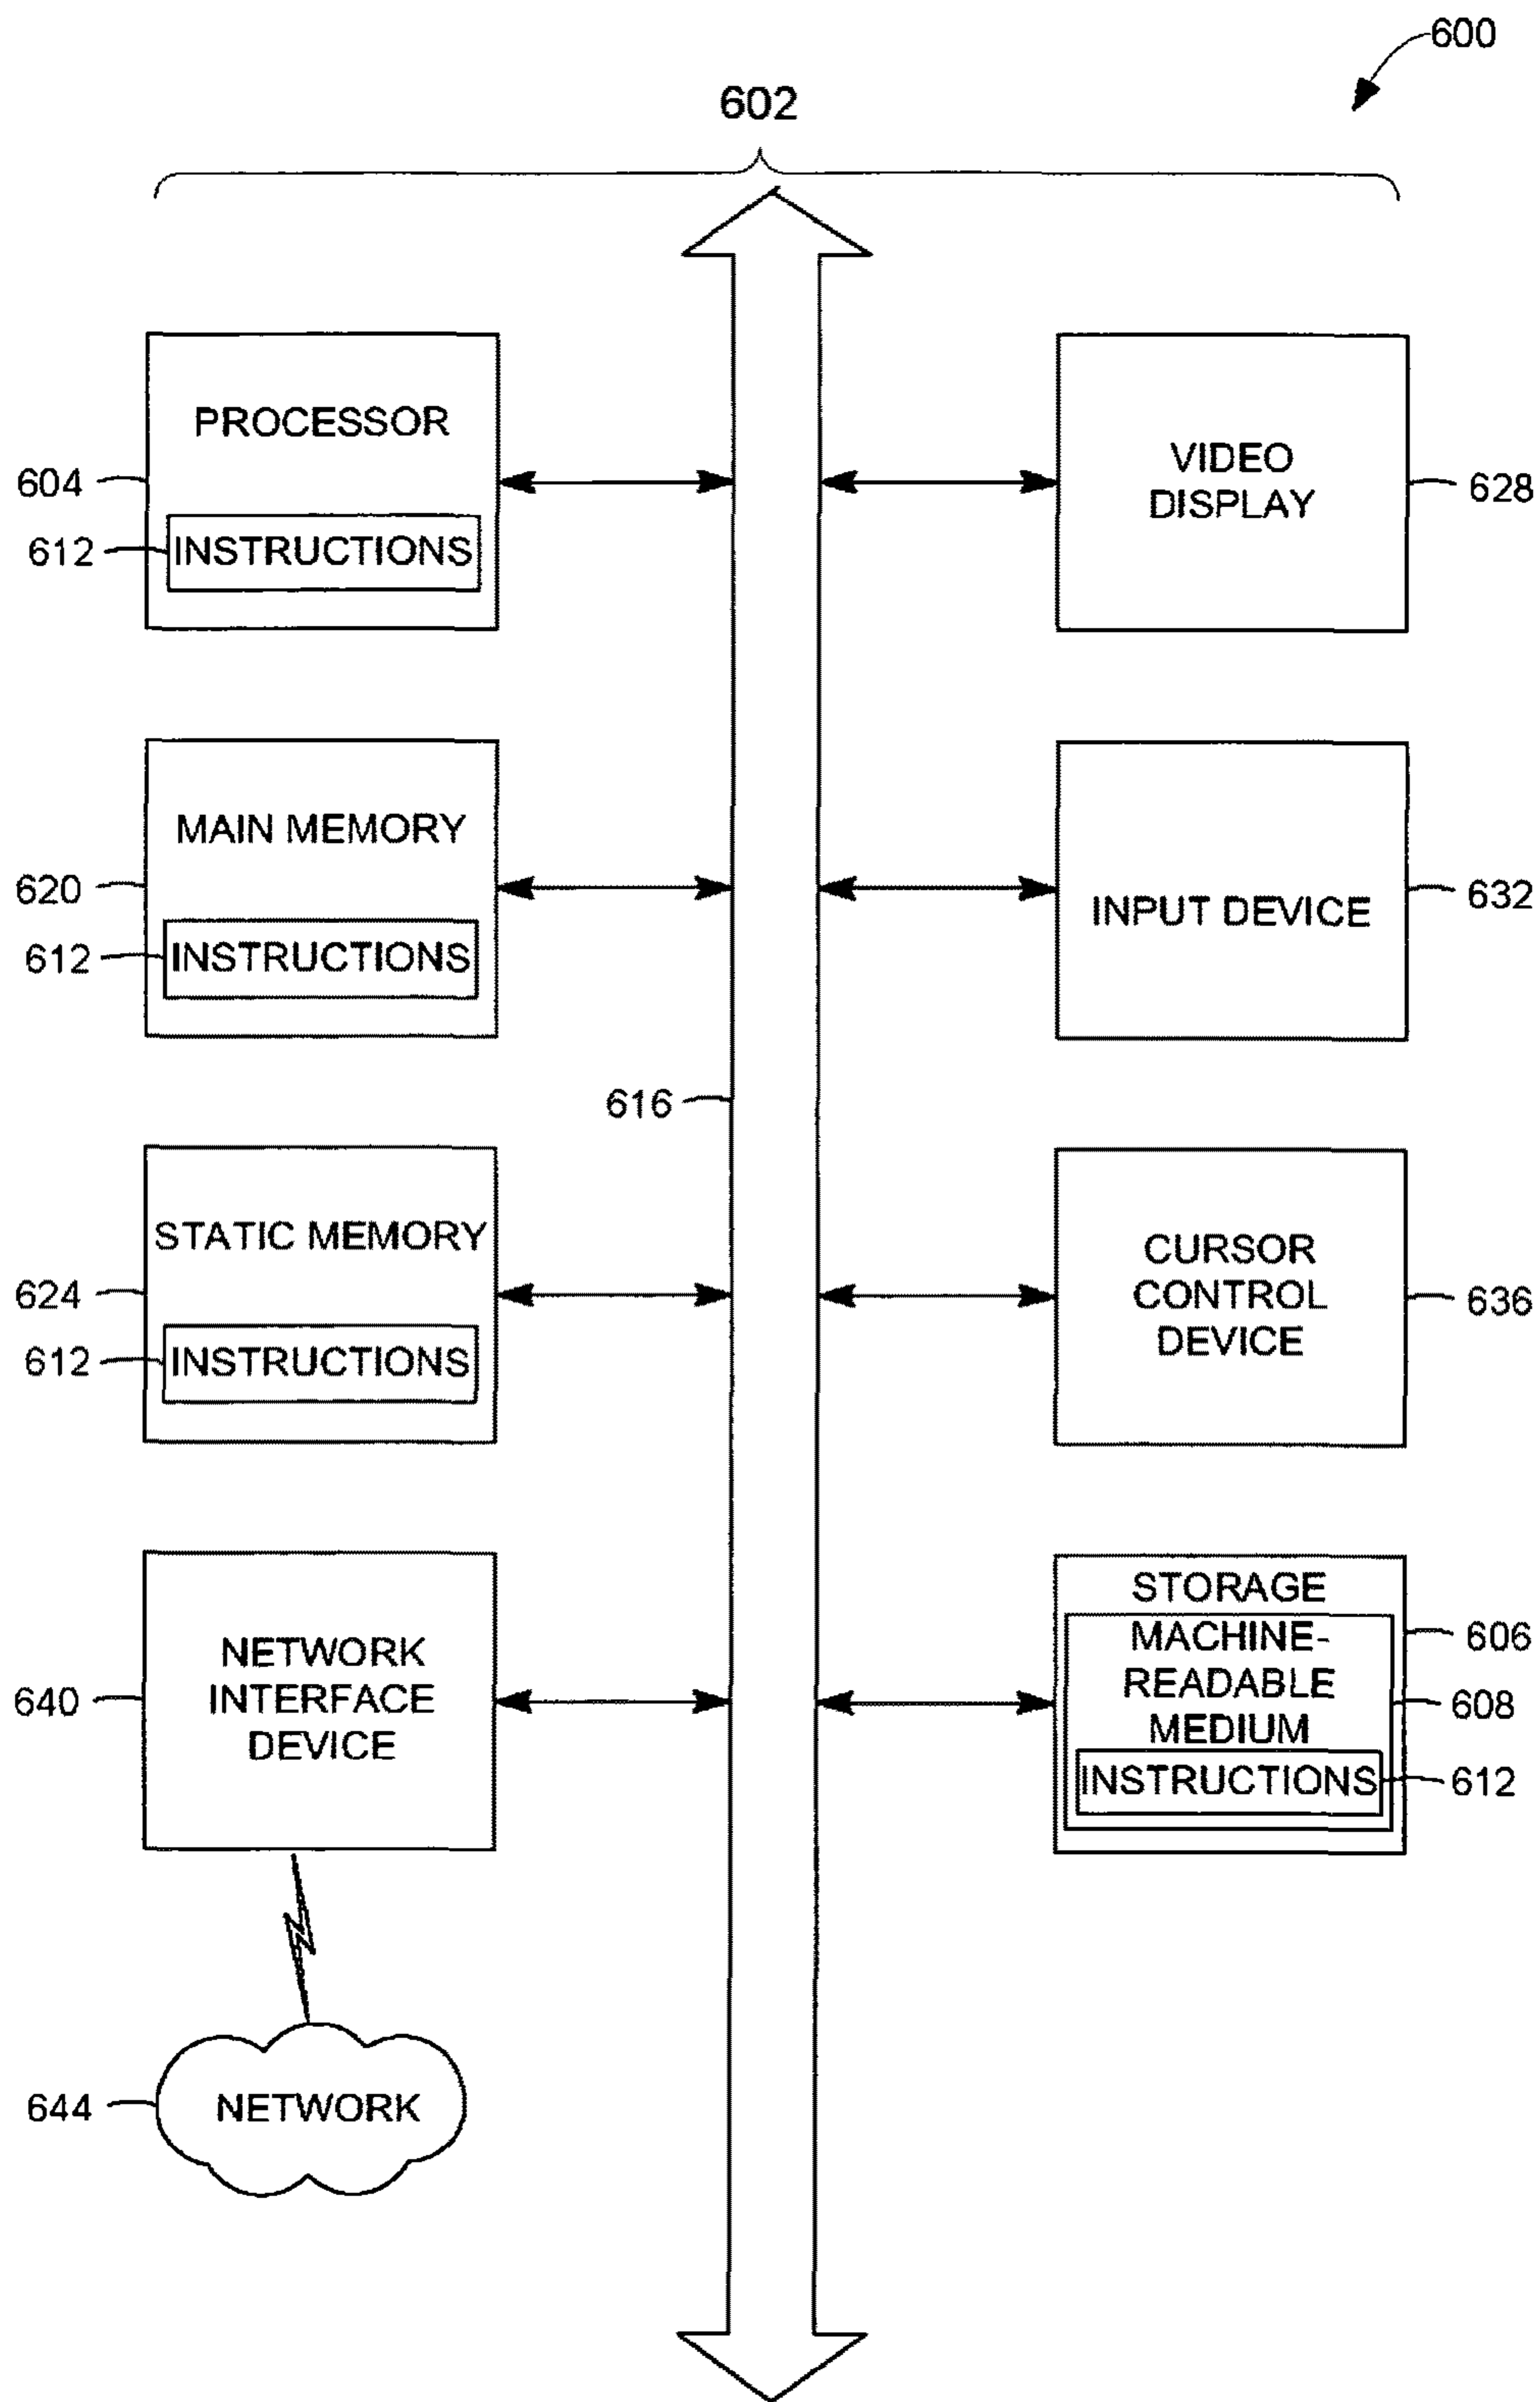 600
602
PROCESSOR
604
612
INSTRUCTIONS
VIDEO
DISPLAY
628
MAIN MEMORY
620
612
INSTRUCTIONS
INPUT DEVICE
632
616
STATIC MEMORY
624
612
INSTRUCTIONS
CURSOR
CONTROL
DEVICE
636
NETWORK
INTERFACE
DEVICE
640
STORAGE
606
MACHINE-
READABLE
MEDIUM
608
INSTRUCTIONS
612
644
NETWORK